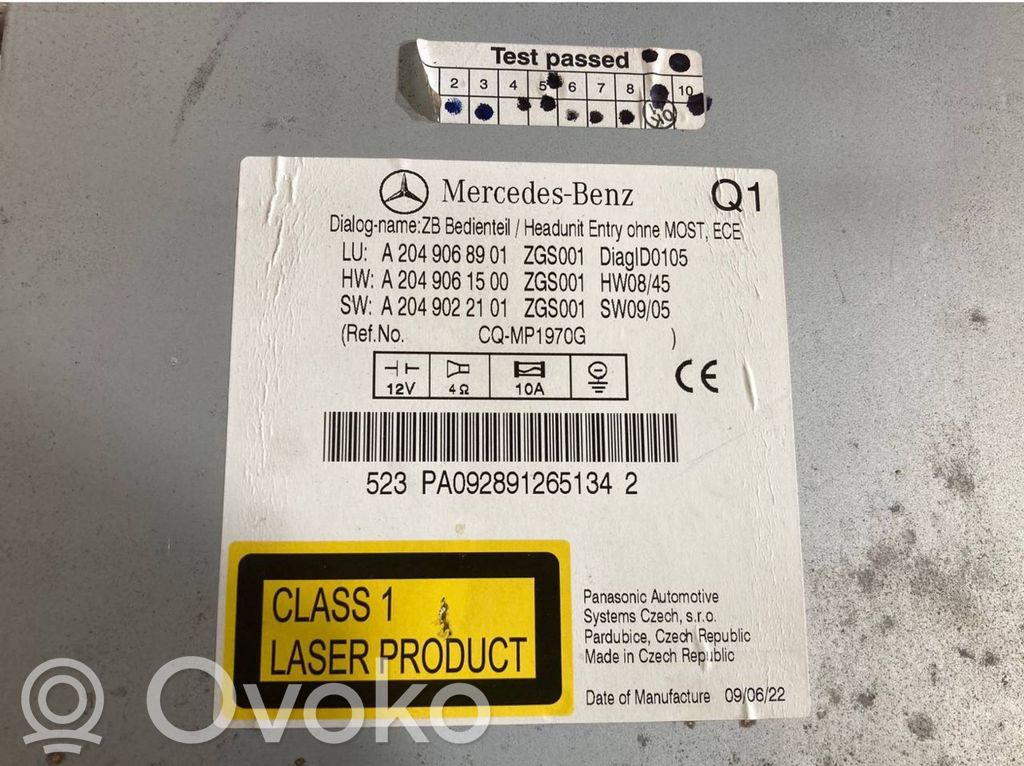 Test passed
2 3 4 5 6 7 8 10
OK
Mercedes-Benz Q1
Dialog-name:ZB Bedienteil / Headunit Entry ohne MOST, ECE
LU: A 204 906 89 01 ZGS001 DiagID0105
HW: A 204 906 15 00 ZGS001 HW08/45
SW: A 204 902 21 01 ZGS001 SW09/05
(Ref.No. CQ-MP1970G )
12V 4Ω 10A CE
523 PA092891265134 2
CLASS 1
LASER PRODUCT
Panasonic Automotive
Systems Czech, s.r.o.
Pardubice, Czech Republic
Made in Czech Republic
Date of Manufacture 09/06/22
Ovoko